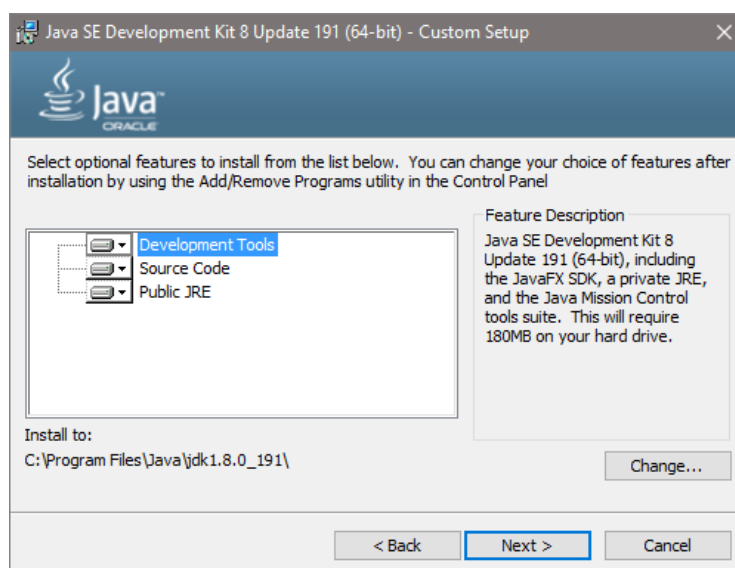 Java SE Development Kit 8 Update 191 (64-bit) - Custom Setup
Java™
ORACLE
Select optional features to install from the list below. You can change your choice of features after
installation by using the Add/Remove Programs utility in the Control Panel
Development Tools
Source Code
Public JRE
Feature Description
Java SE Development Kit 8
Update 191 (64-bit), including
the JavaFX SDK, a private JRE,
and the Java Mission Control
tools suite. This will require
180MB on your hard drive.
Install to:
C:\Program Files\Java\jdk1.8.0_191\
Change...
< Back
Next >
Cancel